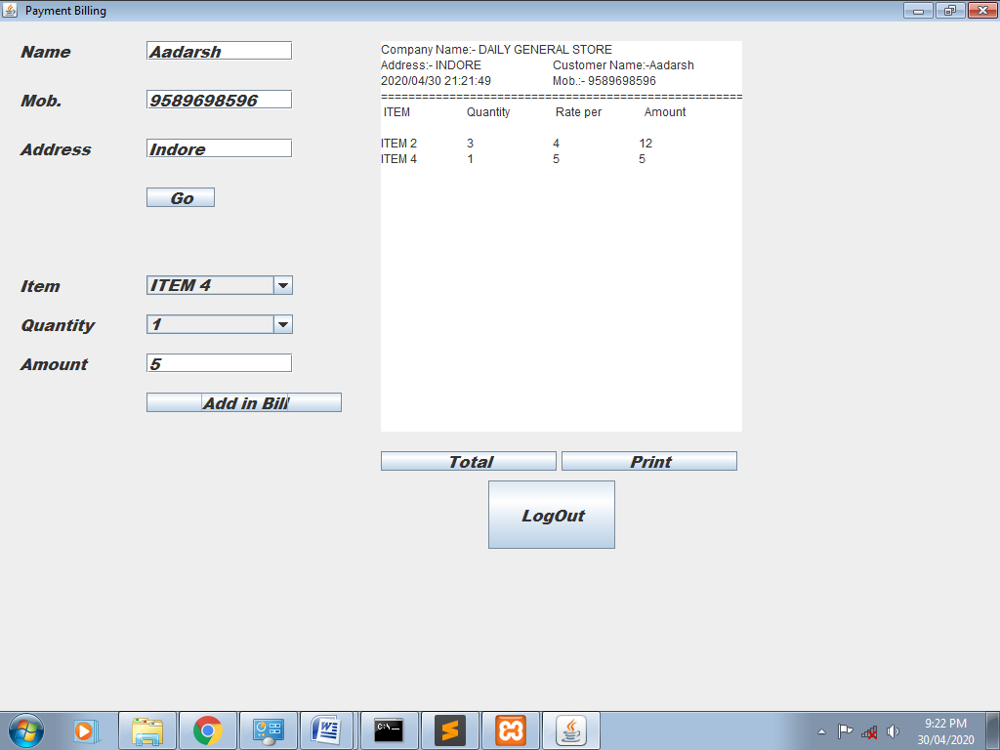 Payment Billing
Name Aadarsh
Mob. 9589698596
Address Indore
Go
Item ITEM 4
Quantity 1
Amount 5
Add in Bill
Company Name:- DAILY GENERAL STORE
Address:- INDORE Customer Name:-Aadarsh
2020/04/30 21:21:49 Mob.:- 9589698596
=====================================================
ITEM Quantity Rate per Amount
ITEM 2 3 4 12
ITEM 4 1 5 5
Total Print
LogOut
C:\_
9:22 PM
30/04/2020